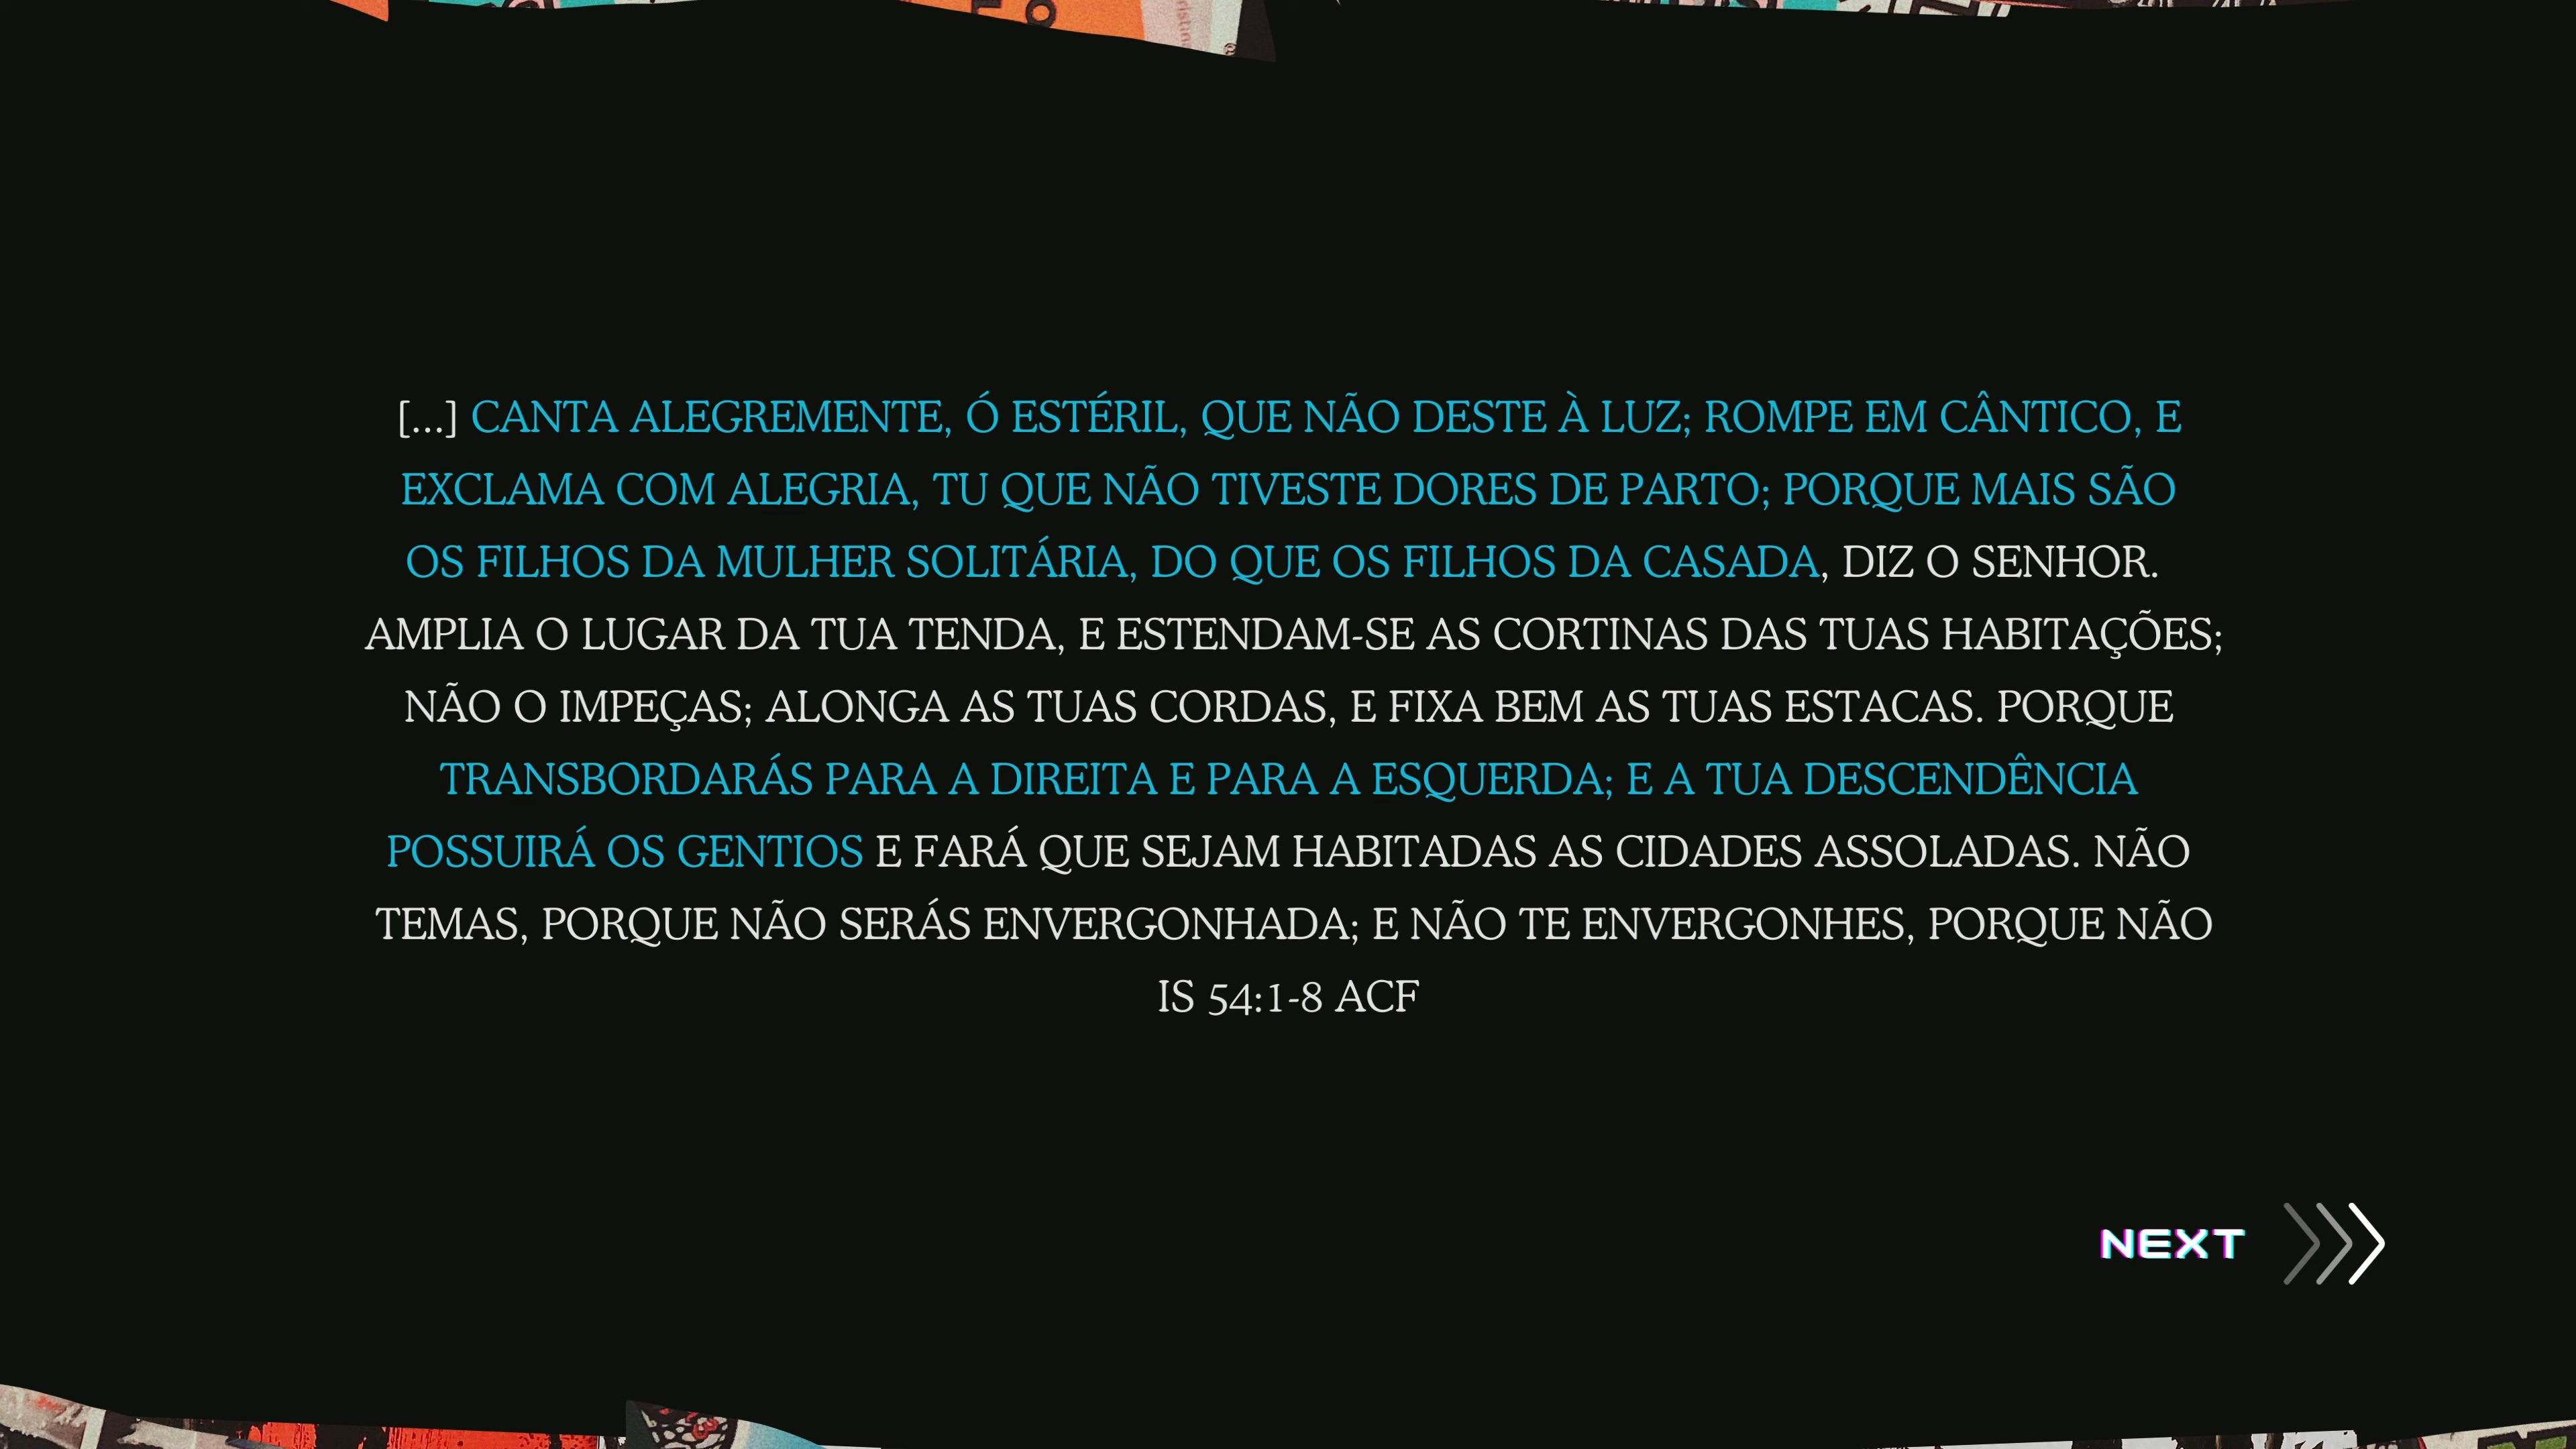 [...] CANTA ALEGREMENTE, Ó ESTÉRIL, QUE NÃO DESTE À LUZ; ROMPE EM CÂNTICO, E
EXCLAMA COM ALEGRIA, TU QUE NÃO TIVESTE DORES DE PARTO; PORQUE MAIS SÃO
OS FILHOS DA MULHER SOLITÁRIA, DO QUE OS FILHOS DA CASADA, DIZ O SENHOR.
AMPLIA O LUGAR DA TUA TENDA, E ESTENDAM-SE AS CORTINAS DAS TUAS HABITAÇÕES;
NÃO O IMPEÇAS; ALONGA AS TUAS CORDAS, E FIXA BEM AS TUAS ESTACAS. PORQUE
TRANSBORDARÁS PARA A DIREITA E PARA A ESQUERDA; E A TUA DESCENDÊNCIA
POSSUIRÁ OS GENTIOS E FARÁ QUE SEJAM HABITADAS AS CIDADES ASSOLADAS. NÃO
TEMAS, PORQUE NÃO SERÁS ENVERGONHADA; E NÃO TE ENVERGONHES, PORQUE NÃO
IS 54:1-8 ACF
NEXT